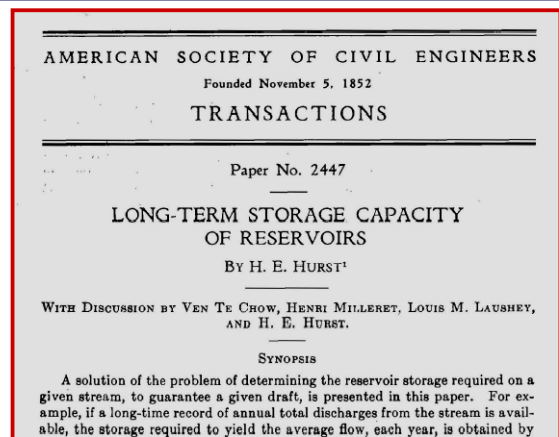 AMERICAN SOCIETY OF CIVIL ENGINEERS
Founded November 5, 1852
TRANSACTIONS
Paper No. 2447
LONG-TERM STORAGE CAPACITY
OF RESERVOIRS
BY H. E. HURST¹
WITH DISCUSSION BY VEN TE CHOW, HENRI MILLERET, LOUIS M. LAUSHEY,
AND H. E. HURST.
SYNOPSIS
A solution of the problem of determining the reservoir storage required on a
given stream, to guarantee a given draft, is presented in this paper. For ex-
ample, if a long-time record of annual total discharges from the stream is avail-
able, the storage required to yield the average flow, each year, is obtained by